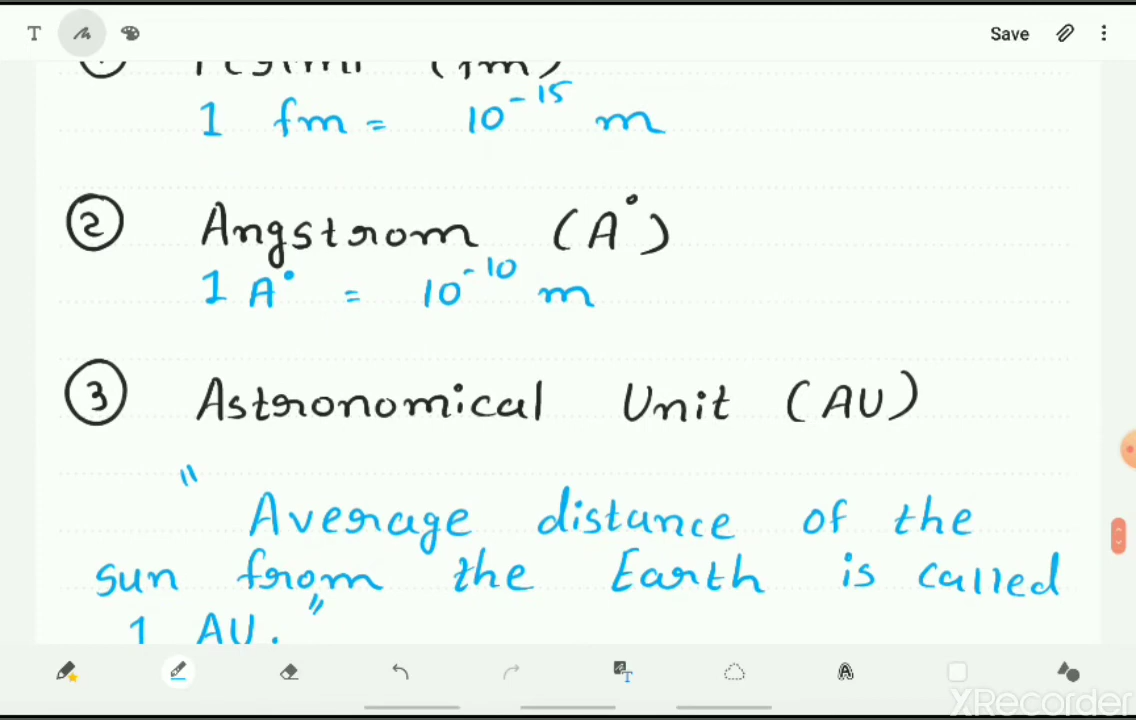 T Save
(fm)
1 fm = 10⁻¹⁵ m
② Angstrom (A°)
1 A° = 10⁻¹⁰ m
③ Astronomical Unit (AU)
"Average distance of the
sun from the Earth is called
1 AU."
XRecorder